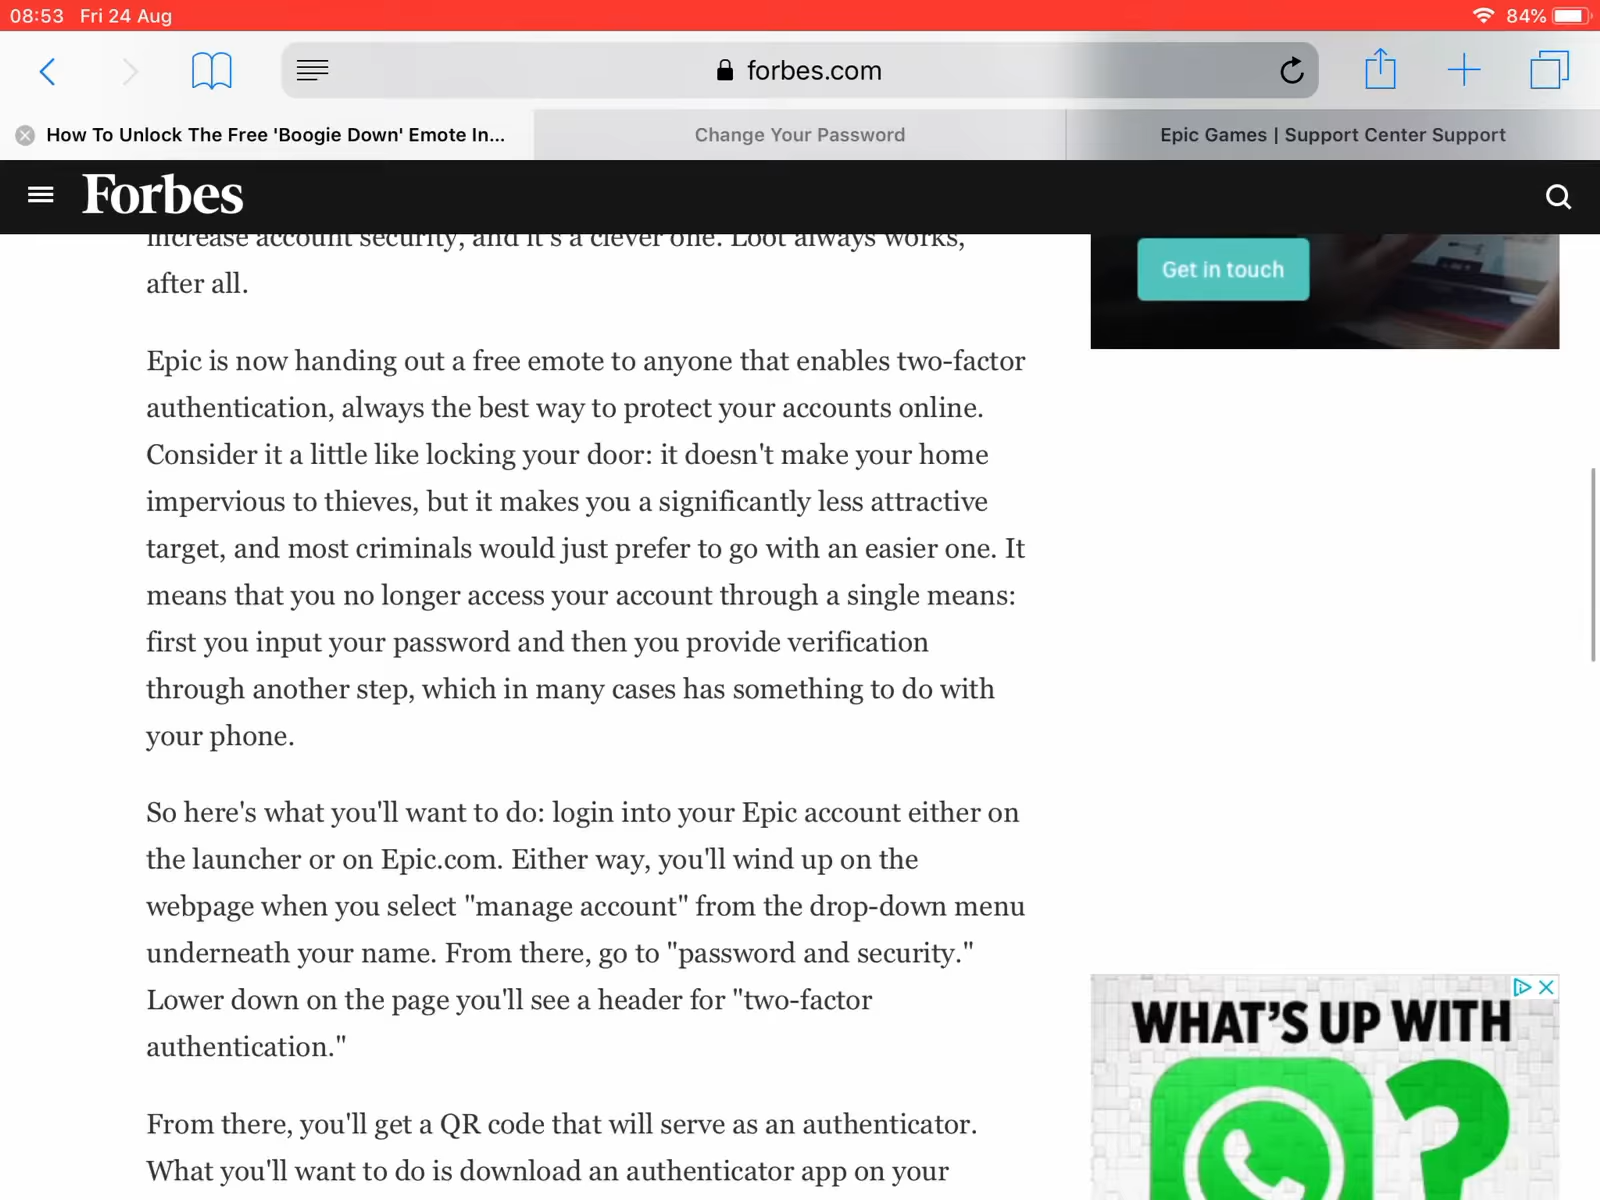 08:53 Fri 24 Aug 84%
forbes.com
How To Unlock The Free 'Boogie Down' Emote In...
Change Your Password
Epic Games | Support Center Support
Forbes
increase account security, and it's a clever one. Loot always works,
after all.
Get in touch
Epic is now handing out a free emote to anyone that enables two-factor
authentication, always the best way to protect your accounts online.
Consider it a little like locking your door: it doesn't make your home
impervious to thieves, but it makes you a significantly less attractive
target, and most criminals would just prefer to go with an easier one. It
means that you no longer access your account through a single means:
first you input your password and then you provide verification
through another step, which in many cases has something to do with
your phone.
So here's what you'll want to do: login into your Epic account either on
the launcher or on Epic.com. Either way, you'll wind up on the
webpage when you select "manage account" from the drop-down menu
underneath your name. From there, go to "password and security."
Lower down on the page you'll see a header for "two-factor
authentication."
From there, you'll get a QR code that will serve as an authenticator.
What you'll want to do is download an authenticator app on your
WHAT'S UP WITH
?